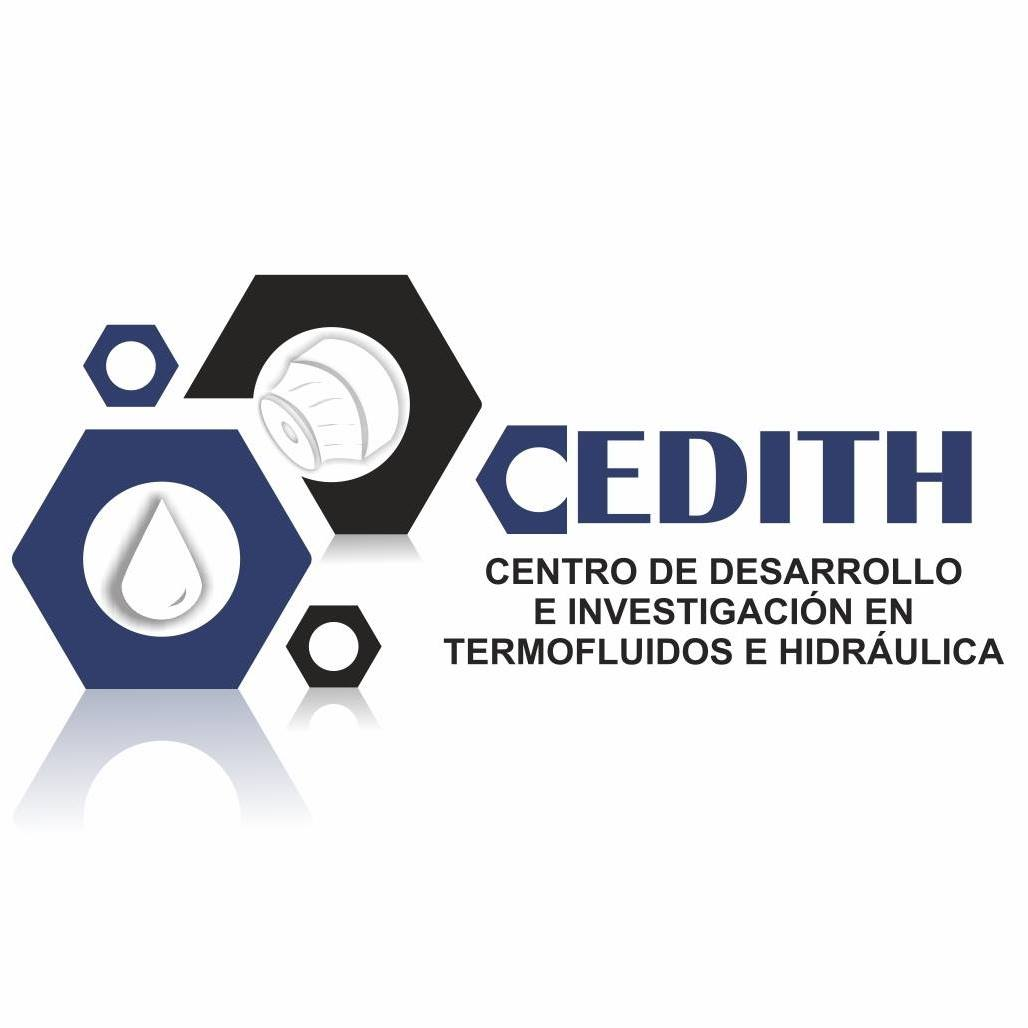 CEDITH
CENTRO DE DESARROLLO
E INVESTIGACIÓN EN
TERMOFLUIDOS E HIDRÁULICA